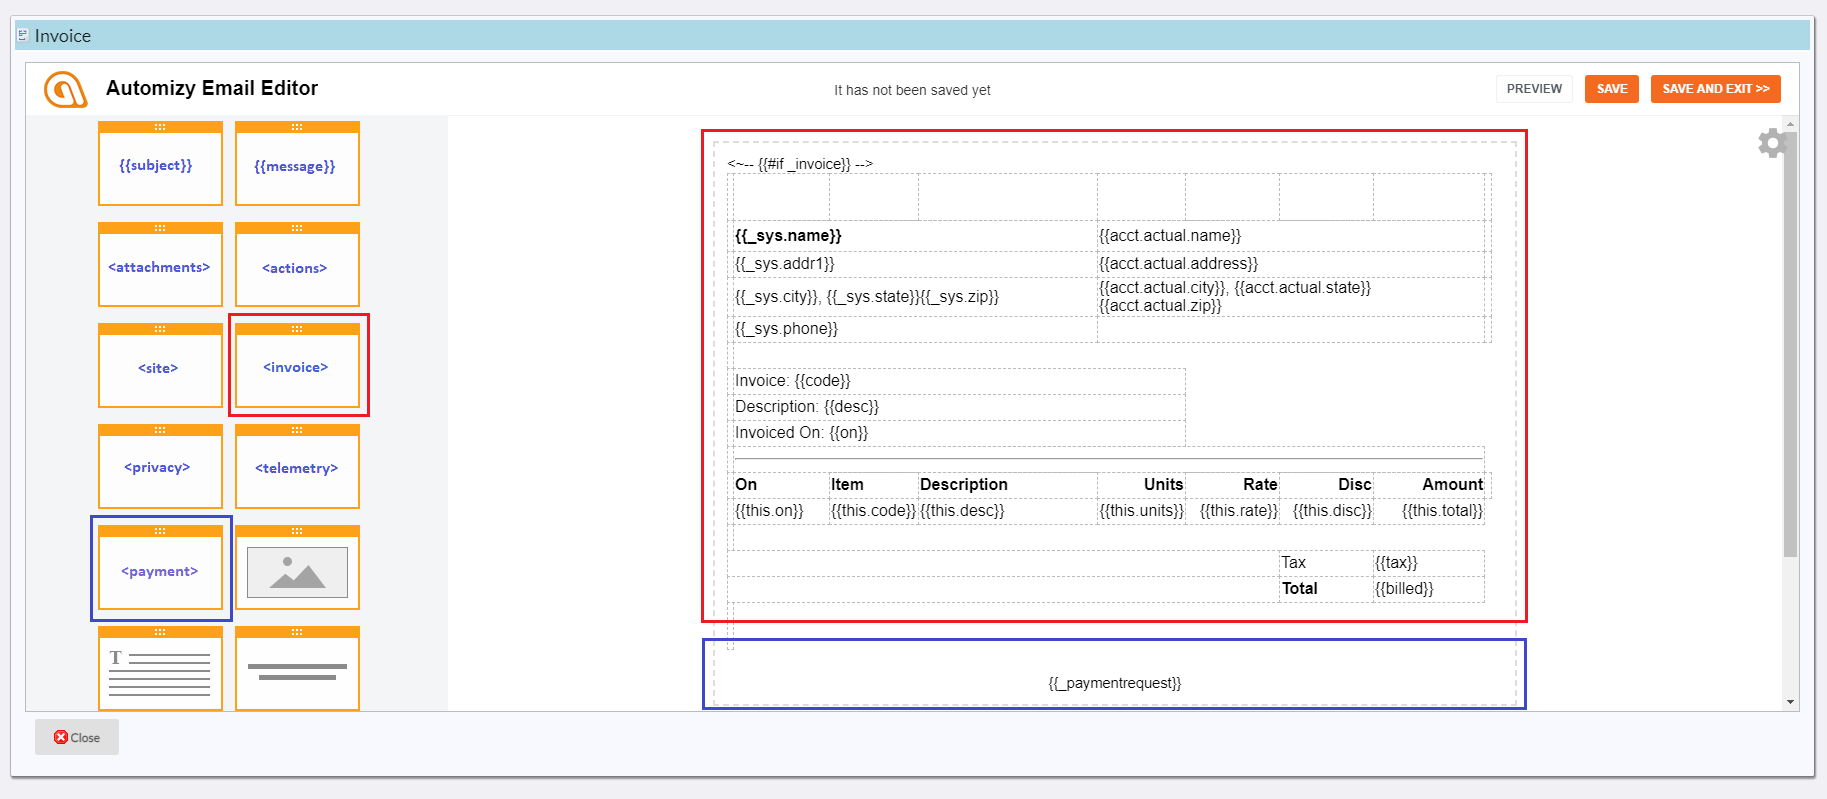 Invoice
Automizy Email Editor
It has not been saved yet
PREVIEW
SAVE
SAVE AND EXIT >>
{{subject}}
{{message}}
<attachments>
<actions>
<site>
<invoice>
<privacy>
<telemetry>
<payment>
T
<~-- {{#if _invoice}} -->
{{_sys.name}} {{acct.actual.name}}
{{_sys.addr1}} {{acct.actual.address}}
{{_sys.city}}, {{_sys.state}}{{_sys.zip}} {{acct.actual.city}}, {{acct.actual.state}}
{{acct.actual.zip}}
{{_sys.phone}}
Invoice: {{code}}
Description: {{desc}}
Invoiced On: {{on}}
On Item Description Units Rate Disc Amount
{{this.on}} {{this.code}} {{this.desc}} {{this.units}} {{this.rate}} {{this.disc}} {{this.total}}
Tax {{tax}}
Total {{billed}}
{{_paymentrequest}}
Close